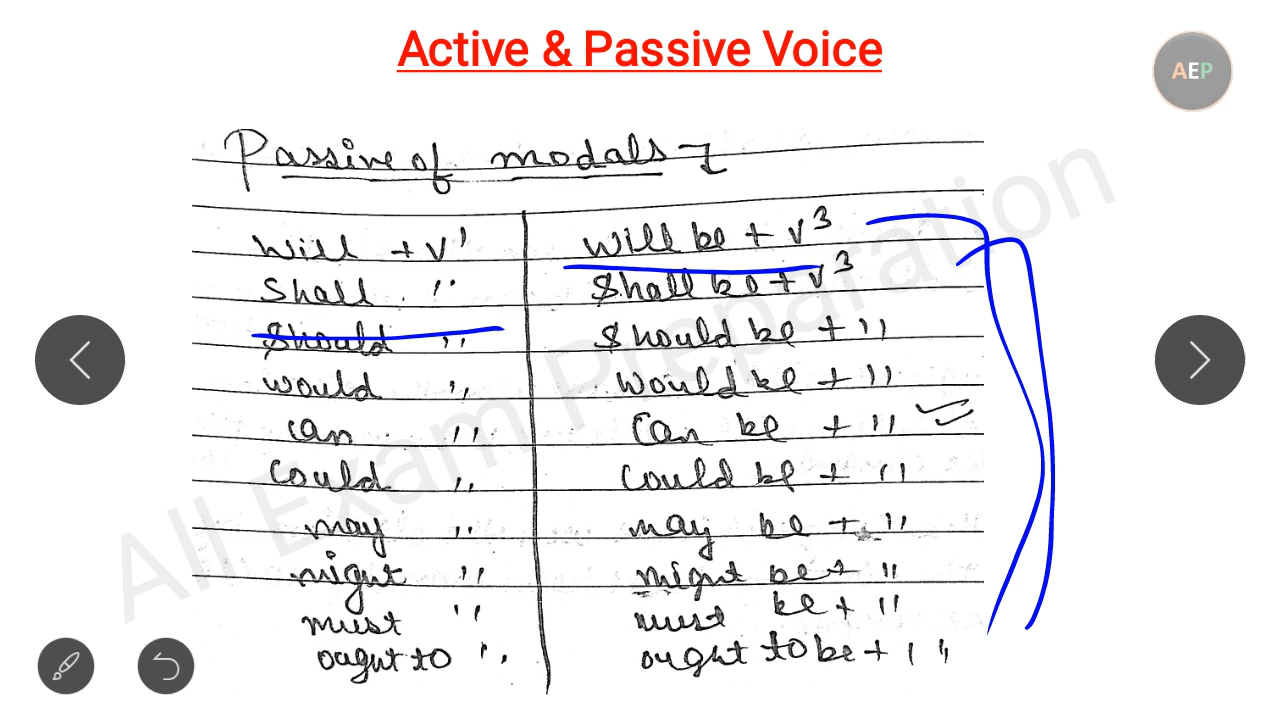 Active & Passive Voice
AEP
Passive of modals
Will + V¹ Will be + V³
Shall " Shall be + V³
Should " Should be + "
would " Would be + "
can " Can be + "
Could " Could be + "
may " may be + "
might " might be + "
must " must be + "
ought to " ought to be + "
All Exam Preparation